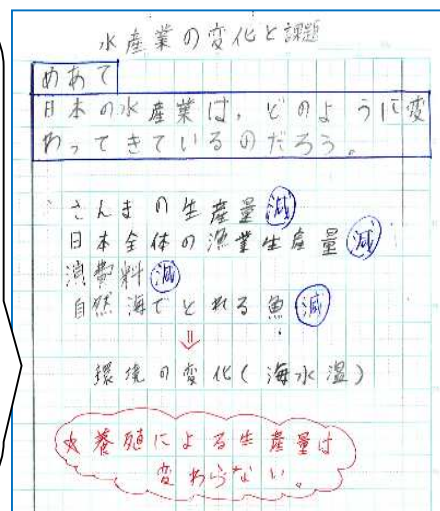 水産業の変化と課題
めあて
日本の水産業は，どのように変
わってきているのだろう。
さんまの生産量 減
日本全体の漁業生産量 減
消費料 減
自然 海でとれる魚 減
⇓
環境の変化(海水温)
☆養殖による生産量は
変わらない。